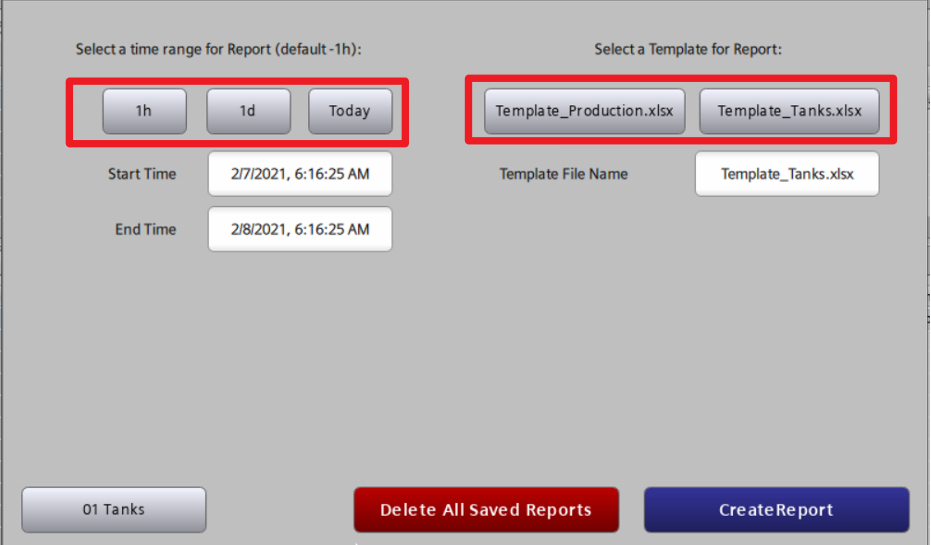 Select a time range for Report (default -1h):
Select a Template for Report:
1h
1d
Today
Template_Production.xlsx
Template_Tanks.xlsx
Start Time
2/7/2021, 6:16:25 AM
Template File Name
Template_Tanks.xlsx
End Time
2/8/2021, 6:16:25 AM
01 Tanks
Delete All Saved Reports
CreateReport